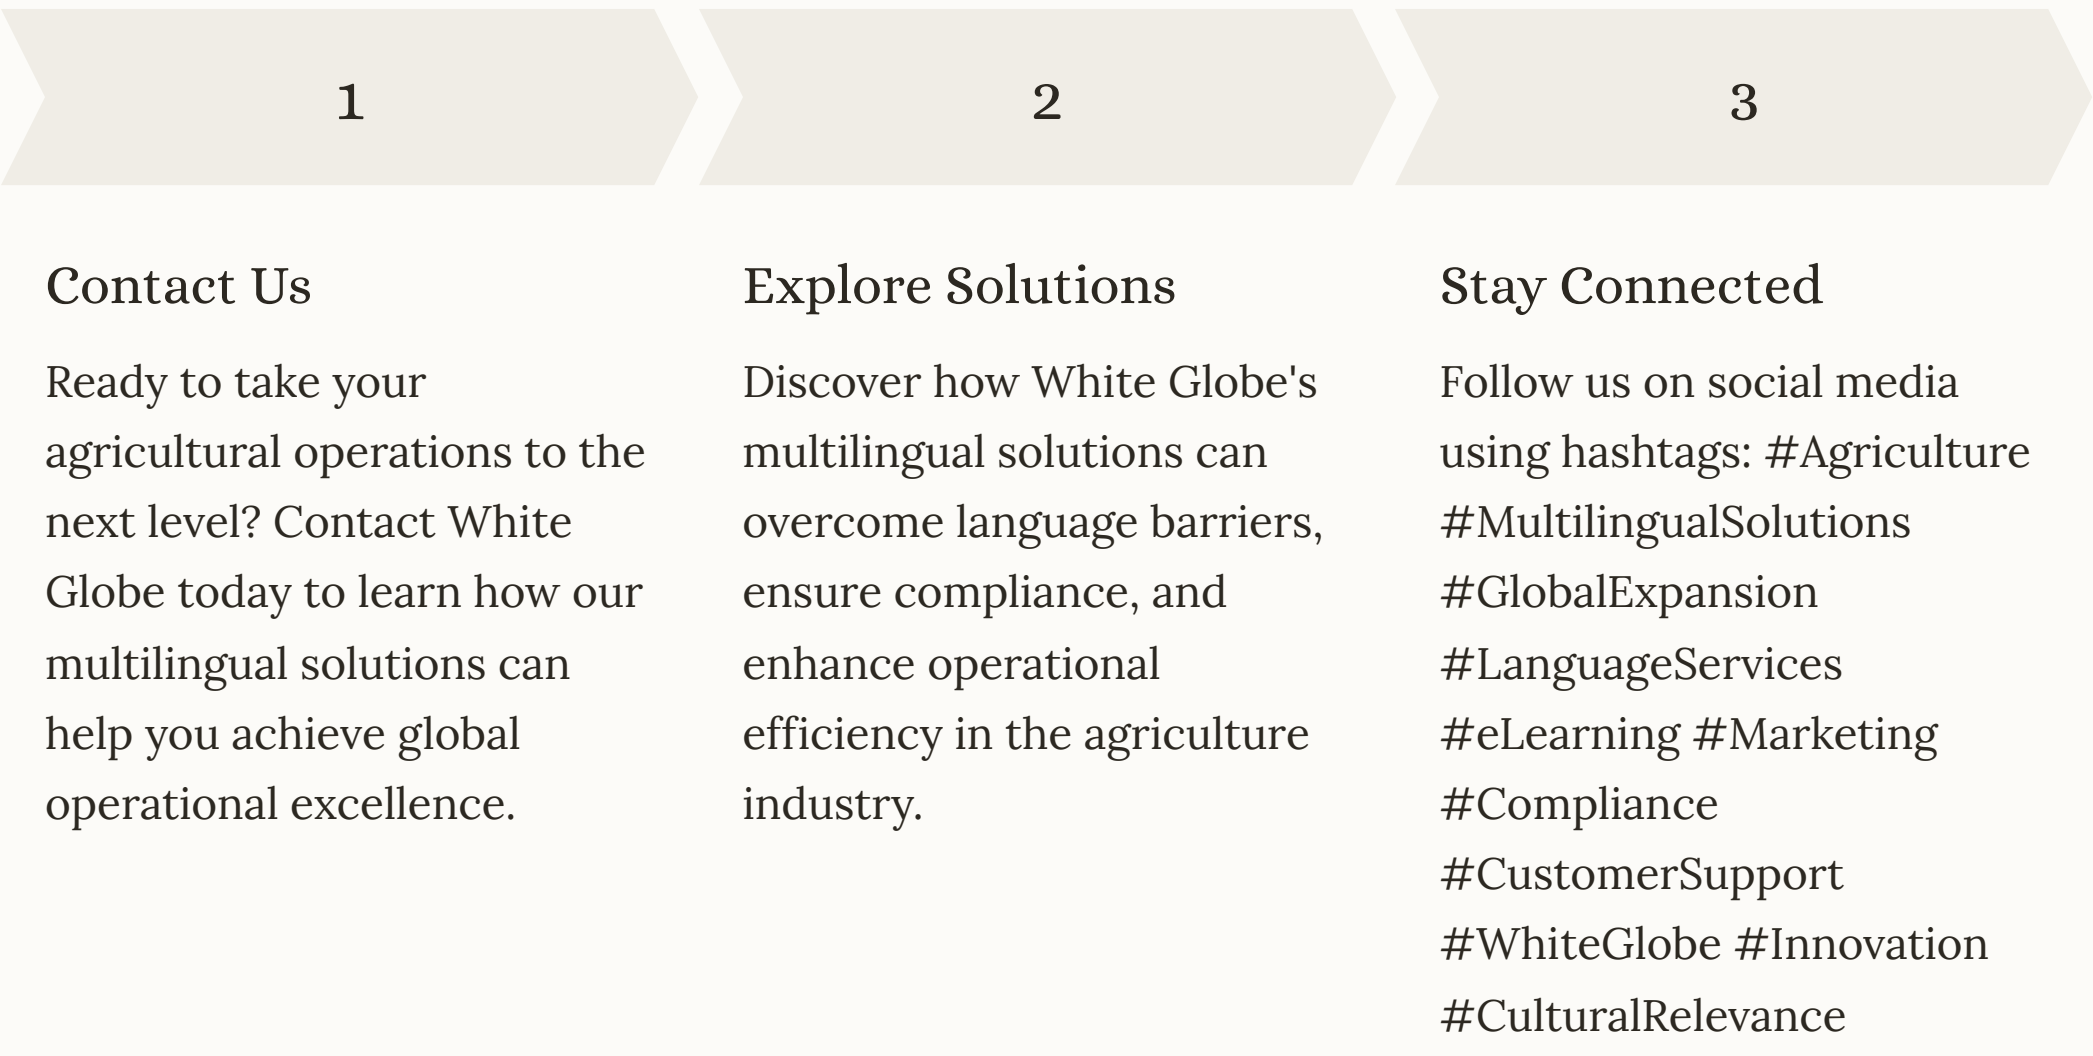 1
Contact Us
Ready to take your
agricultural operations to the
next level? Contact White
Globe today to learn how our
multilingual solutions can
help you achieve global
operational excellence.
2
Explore Solutions
Discover how White Globe's
multilingual solutions can
overcome language barriers,
ensure compliance, and
enhance operational
efficiency in the agriculture
industry.
3
Stay Connected
Follow us on social media
using hashtags: #Agriculture
#MultilingualSolutions
#GlobalExpansion
#LanguageServices
#eLearning #Marketing
#Compliance
#CustomerSupport
#WhiteGlobe #Innovation
#CulturalRelevance